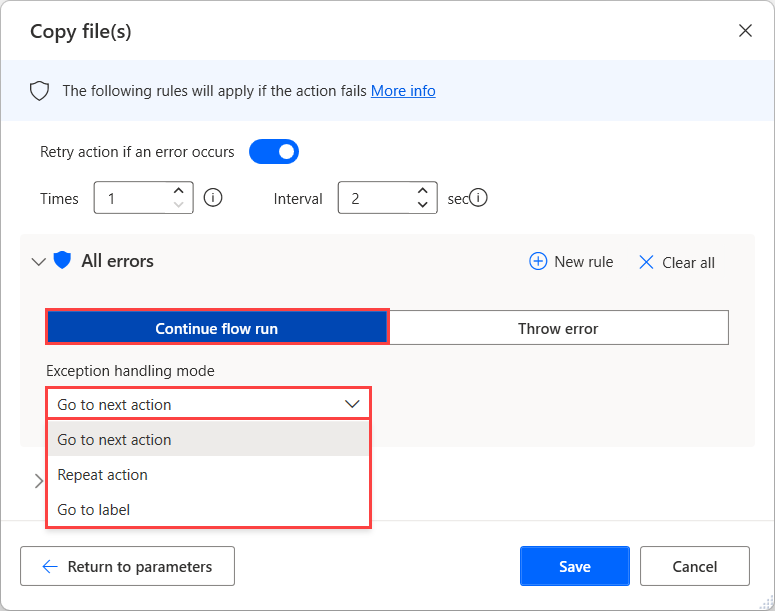 Copy file(s)
The following rules will apply if the action fails More info
Retry action if an error occurs
Times 1 Interval 2 sec
All errors New rule Clear all
Continue flow run Throw error
Exception handling mode
Go to next action
Go to next action
Repeat action
Go to label
Return to parameters Save Cancel